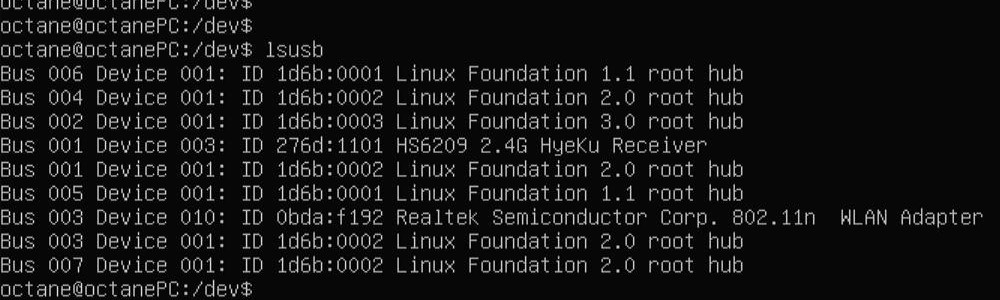 octane@octanePC:/dev$
octane@octanePC:/dev$
octane@octanePC:/dev$ lsusb
Bus 006 Device 001: ID 1d6b:0001 Linux Foundation 1.1 root hub
Bus 004 Device 001: ID 1d6b:0002 Linux Foundation 2.0 root hub
Bus 002 Device 001: ID 1d6b:0003 Linux Foundation 3.0 root hub
Bus 001 Device 003: ID 276d:1101 HS6209 2.4G HyeKu Receiver
Bus 001 Device 001: ID 1d6b:0002 Linux Foundation 2.0 root hub
Bus 005 Device 001: ID 1d6b:0001 Linux Foundation 1.1 root hub
Bus 003 Device 010: ID 0bda:f192 Realtek Semiconductor Corp. 802.11n  WLAN Adapter
Bus 003 Device 001: ID 1d6b:0002 Linux Foundation 2.0 root hub
Bus 007 Device 001: ID 1d6b:0002 Linux Foundation 2.0 root hub
octane@octanePC:/dev$